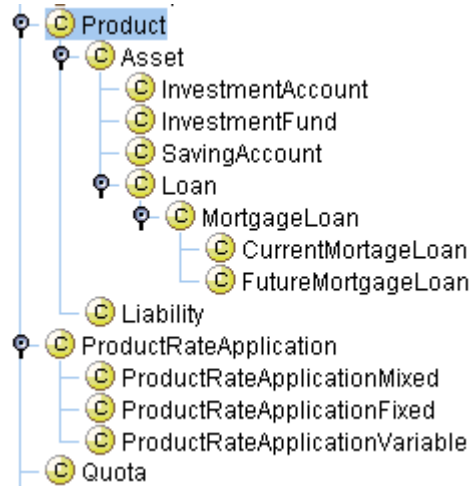 Product
Asset
InvestmentAccount
InvestmentFund
SavingAccount
Loan
MortgageLoan
CurrentMortageLoan
FutureMortgageLoan
Liability
ProductRateApplication
ProductRateApplicationMixed
ProductRateApplicationFixed
ProductRateApplicationVariable
Quota